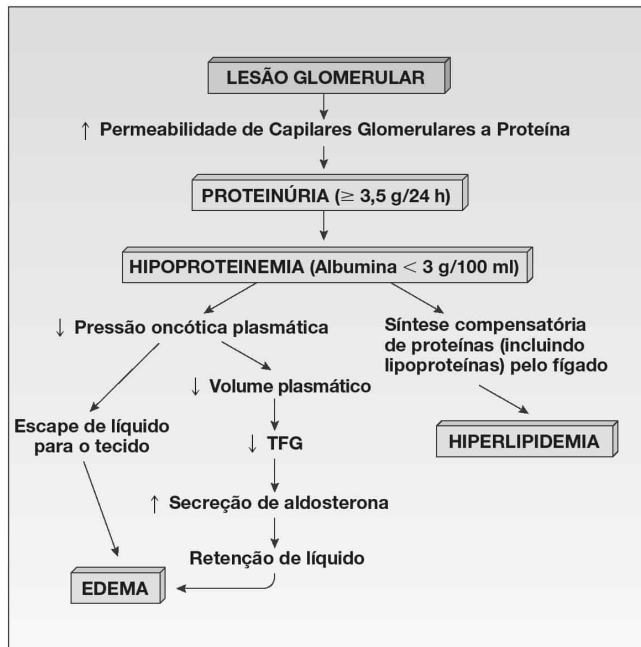 LESÃO GLOMERULAR
↑ Permeabilidade de Capilares Glomerulares a Proteína
PROTEINÚRIA (≥ 3,5 g/24 h)
HIPOPROTEINEMIA (Albumina < 3 g/100 ml)
↓ Pressão oncótica plasmática
Síntese compensatória
de proteínas (incluindo
lipoproteínas) pelo fígado
↓ Volume plasmático
Escape de líquido
para o tecido
↓ TFG
HIPERLIPIDEMIA
↑ Secreção de aldosterona
Retenção de líquido
EDEMA